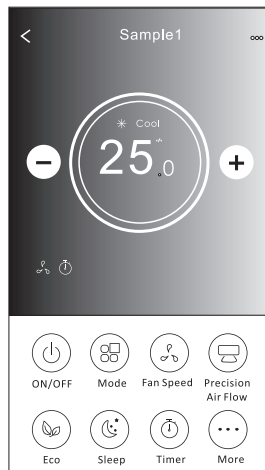 Sample1
Cool
25.0
ON/OFF
Mode
Fan Speed
Precision
Air Flow
Eco
Sleep
Timer
More